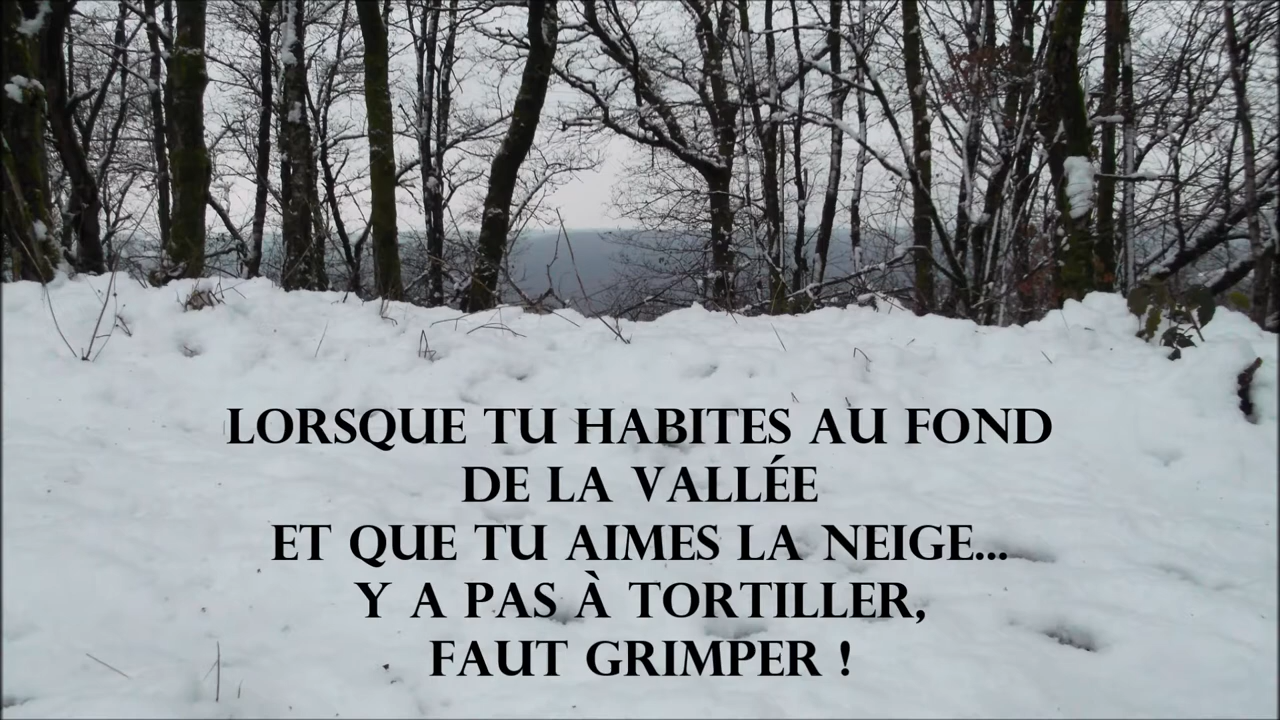 LORSQUE TU HABITES AU FOND
DE LA VALLÉE
ET QUE TU AIMES LA NEIGE...
Y A PAS À TORTILLER,
FAUT GRIMPER !